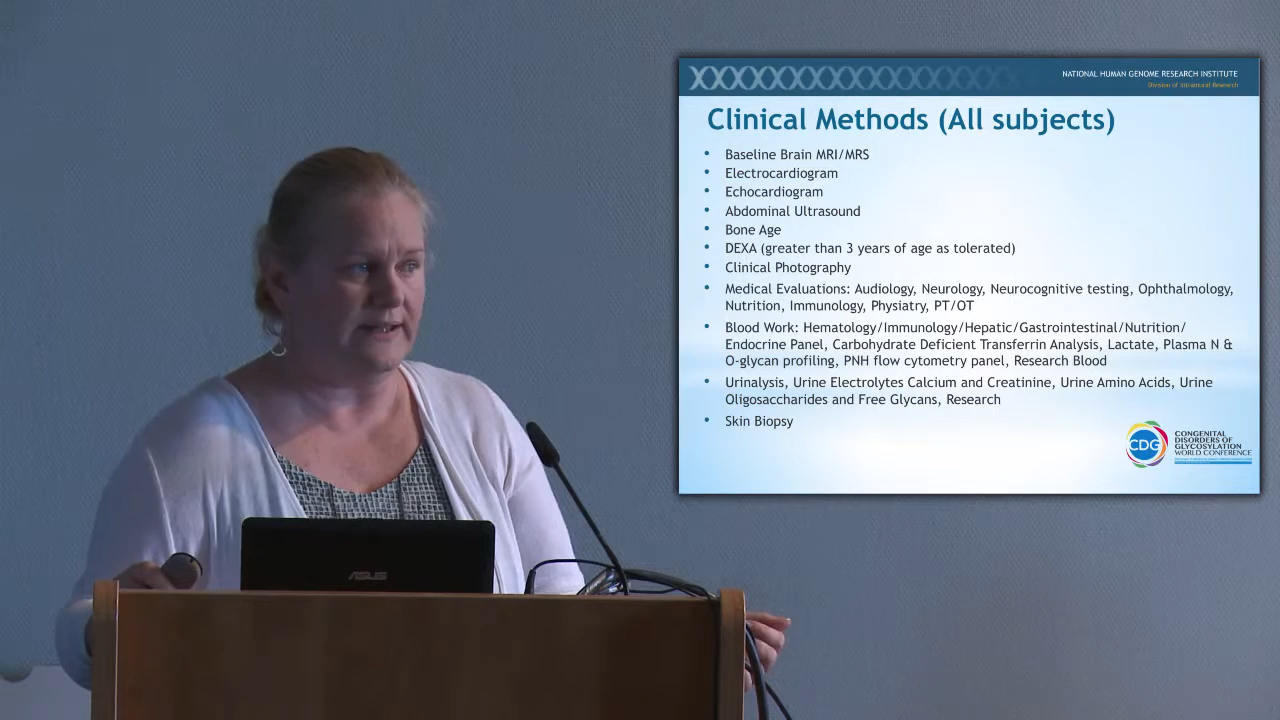 NATIONAL HUMAN GENOME RESEARCH INSTITUTE
Division of Intramural Research
Clinical Methods (All subjects)
• Baseline Brain MRI/MRS
• Electrocardiogram
• Echocardiogram
• Abdominal Ultrasound
• Bone Age
• DEXA (greater than 3 years of age as tolerated)
• Clinical Photography
• Medical Evaluations: Audiology, Neurology, Neurocognitive testing, Ophthalmology,
Nutrition, Immunology, Physiatry, PT/OT
• Blood Work: Hematology/Immunology/Hepatic/Gastrointestinal/Nutrition/
Endocrine Panel, Carbohydrate Deficient Transferrin Analysis, Lactate, Plasma N &
O-glycan profiling, PNH flow cytometry panel, Research Blood
• Urinalysis, Urine Electrolytes Calcium and Creatinine, Urine Amino Acids, Urine
Oligosaccharides and Free Glycans, Research
• Skin Biopsy
CDG
CONGENITAL
DISORDERS OF
GLYCOSYLATION
WORLD CONFERENCE
ASUS